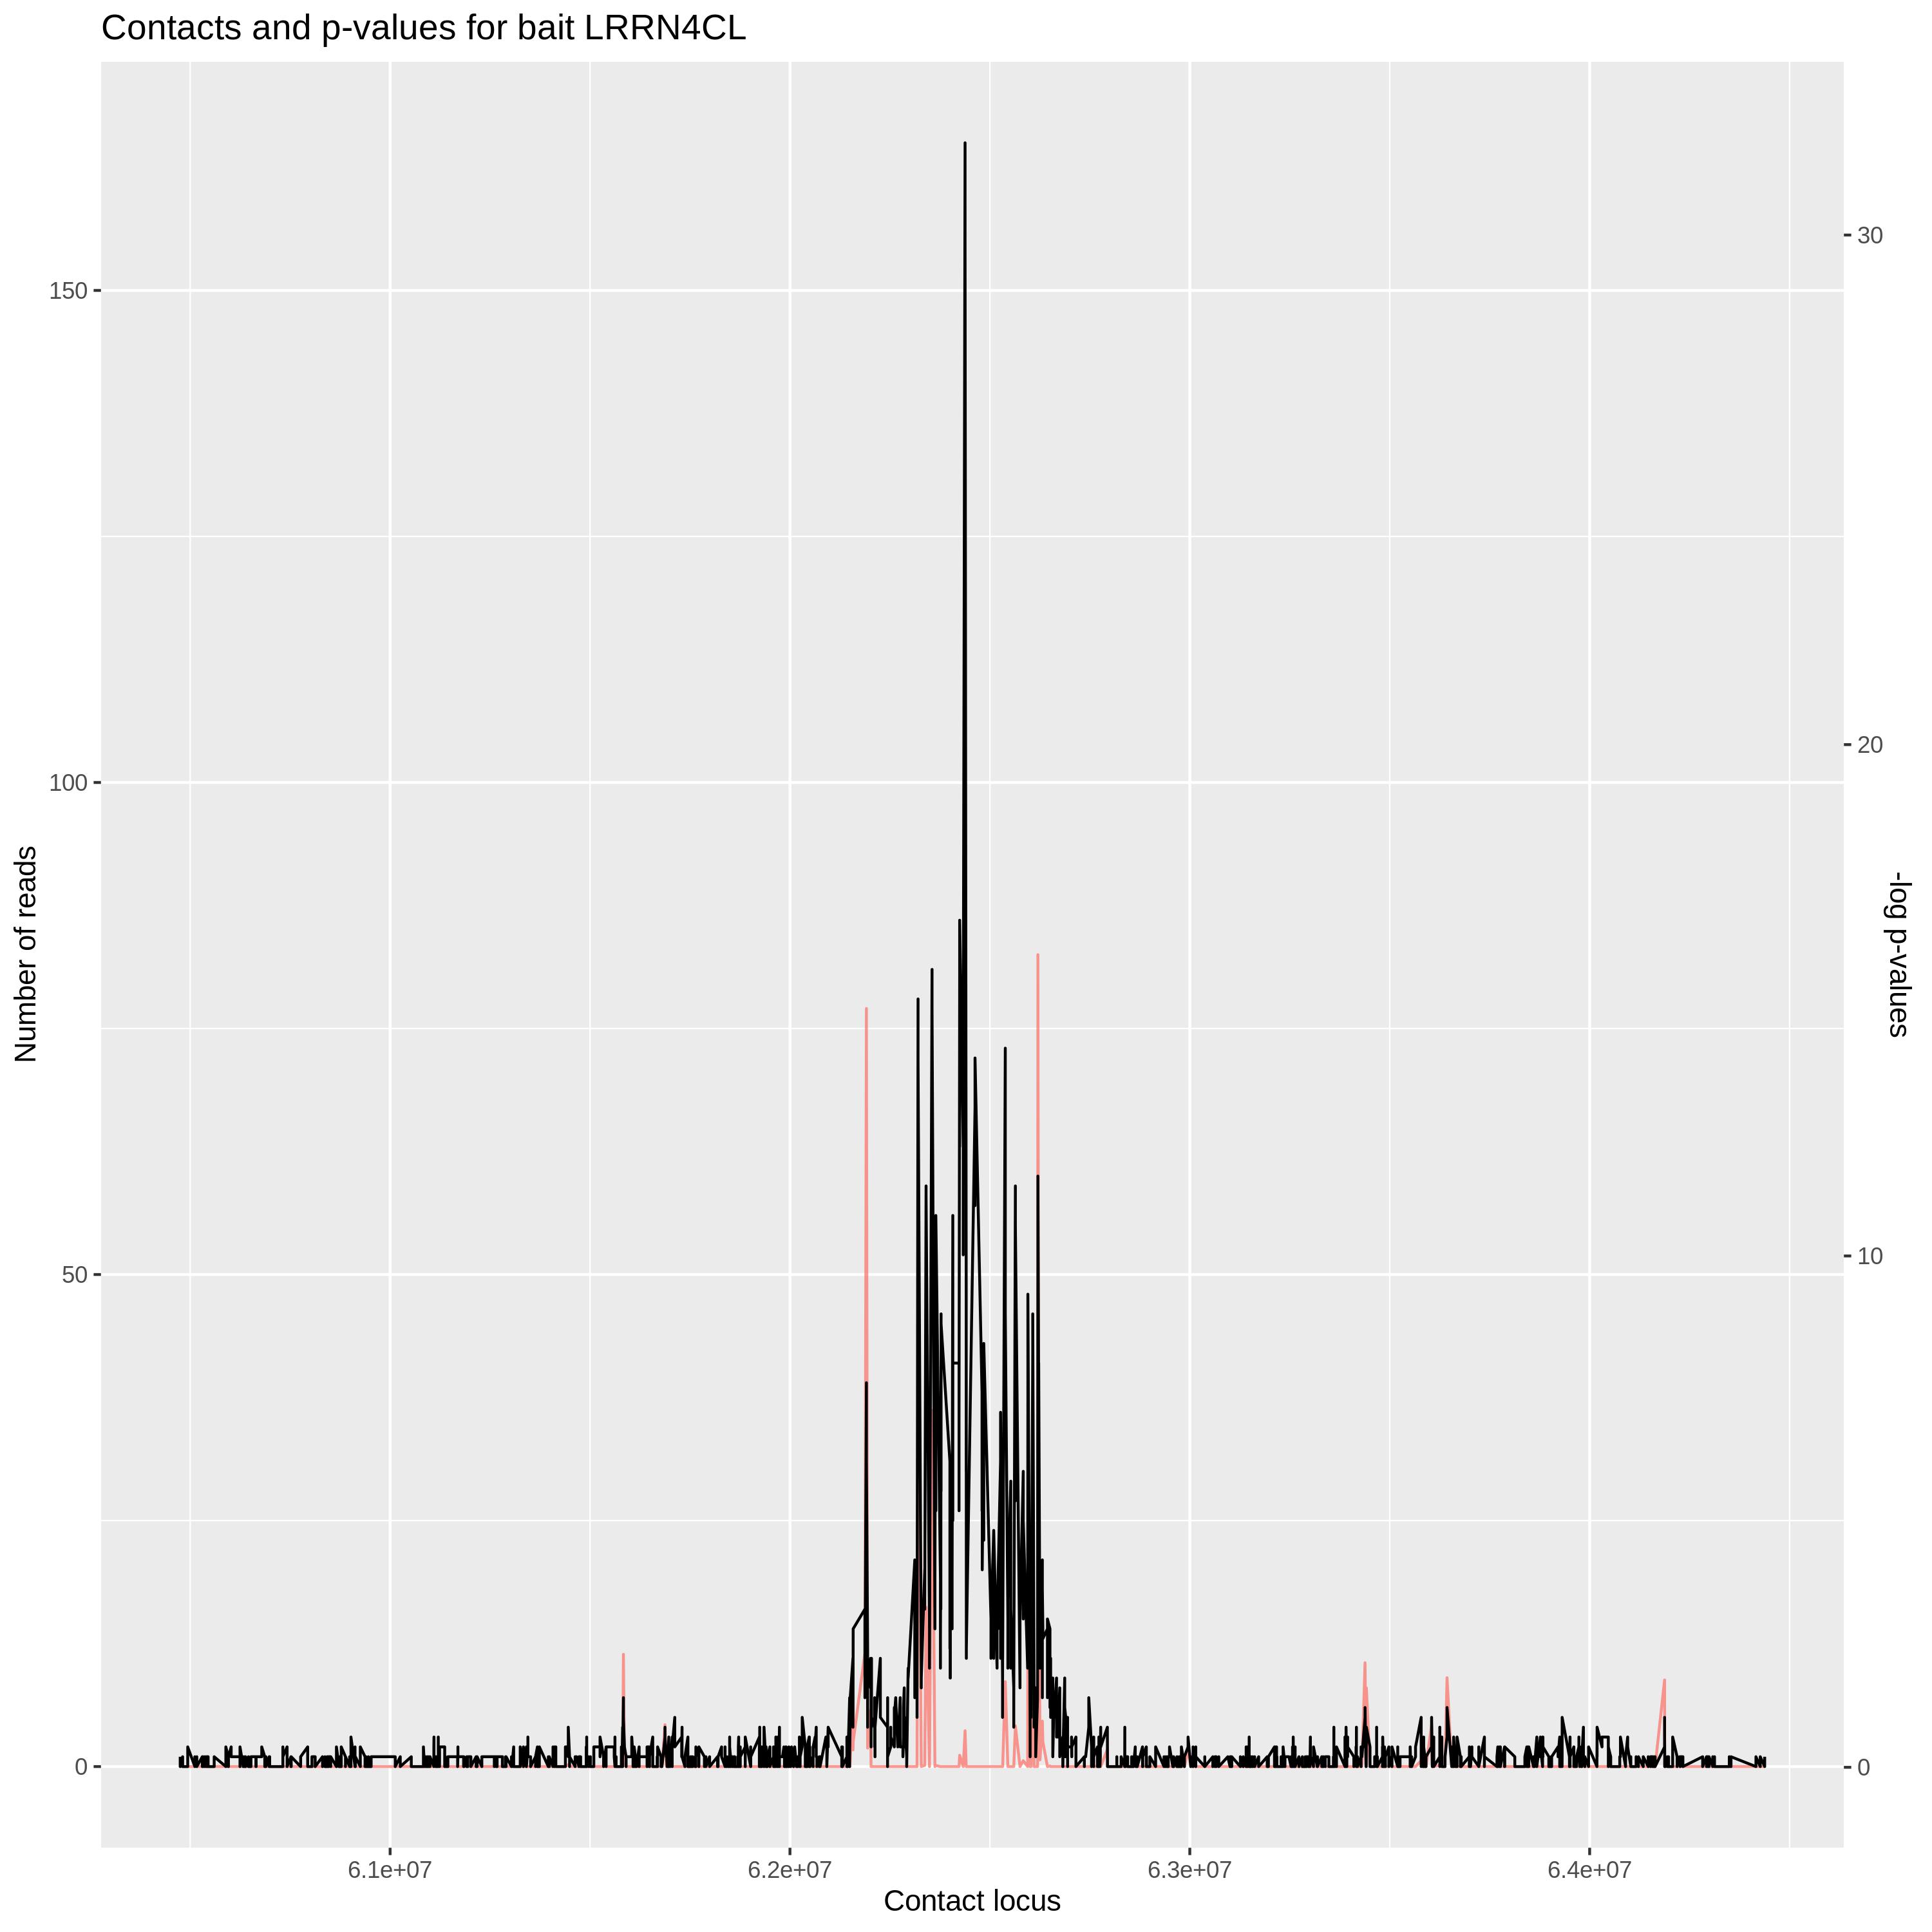 Contacts and p-values for bait LRRN4CL
150
100
50
0
Number of reads
30
20
10
0
-log p-values
6.1e+07
6.2e+07
6.3e+07
6.4e+07
Contact locus